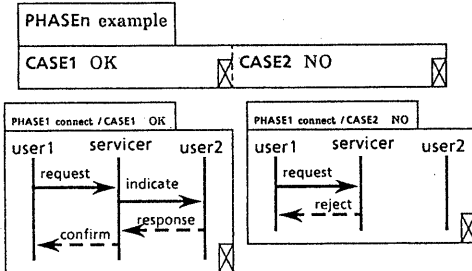 PHASEn example
CASE1 OK CASE2 NO
PHASE1 connect /CASE1 OK
user1 servicer user2
request
indicate
response
confirm
PHASE1 connect /CASE2 NO
user1 servicer user2
request
reject